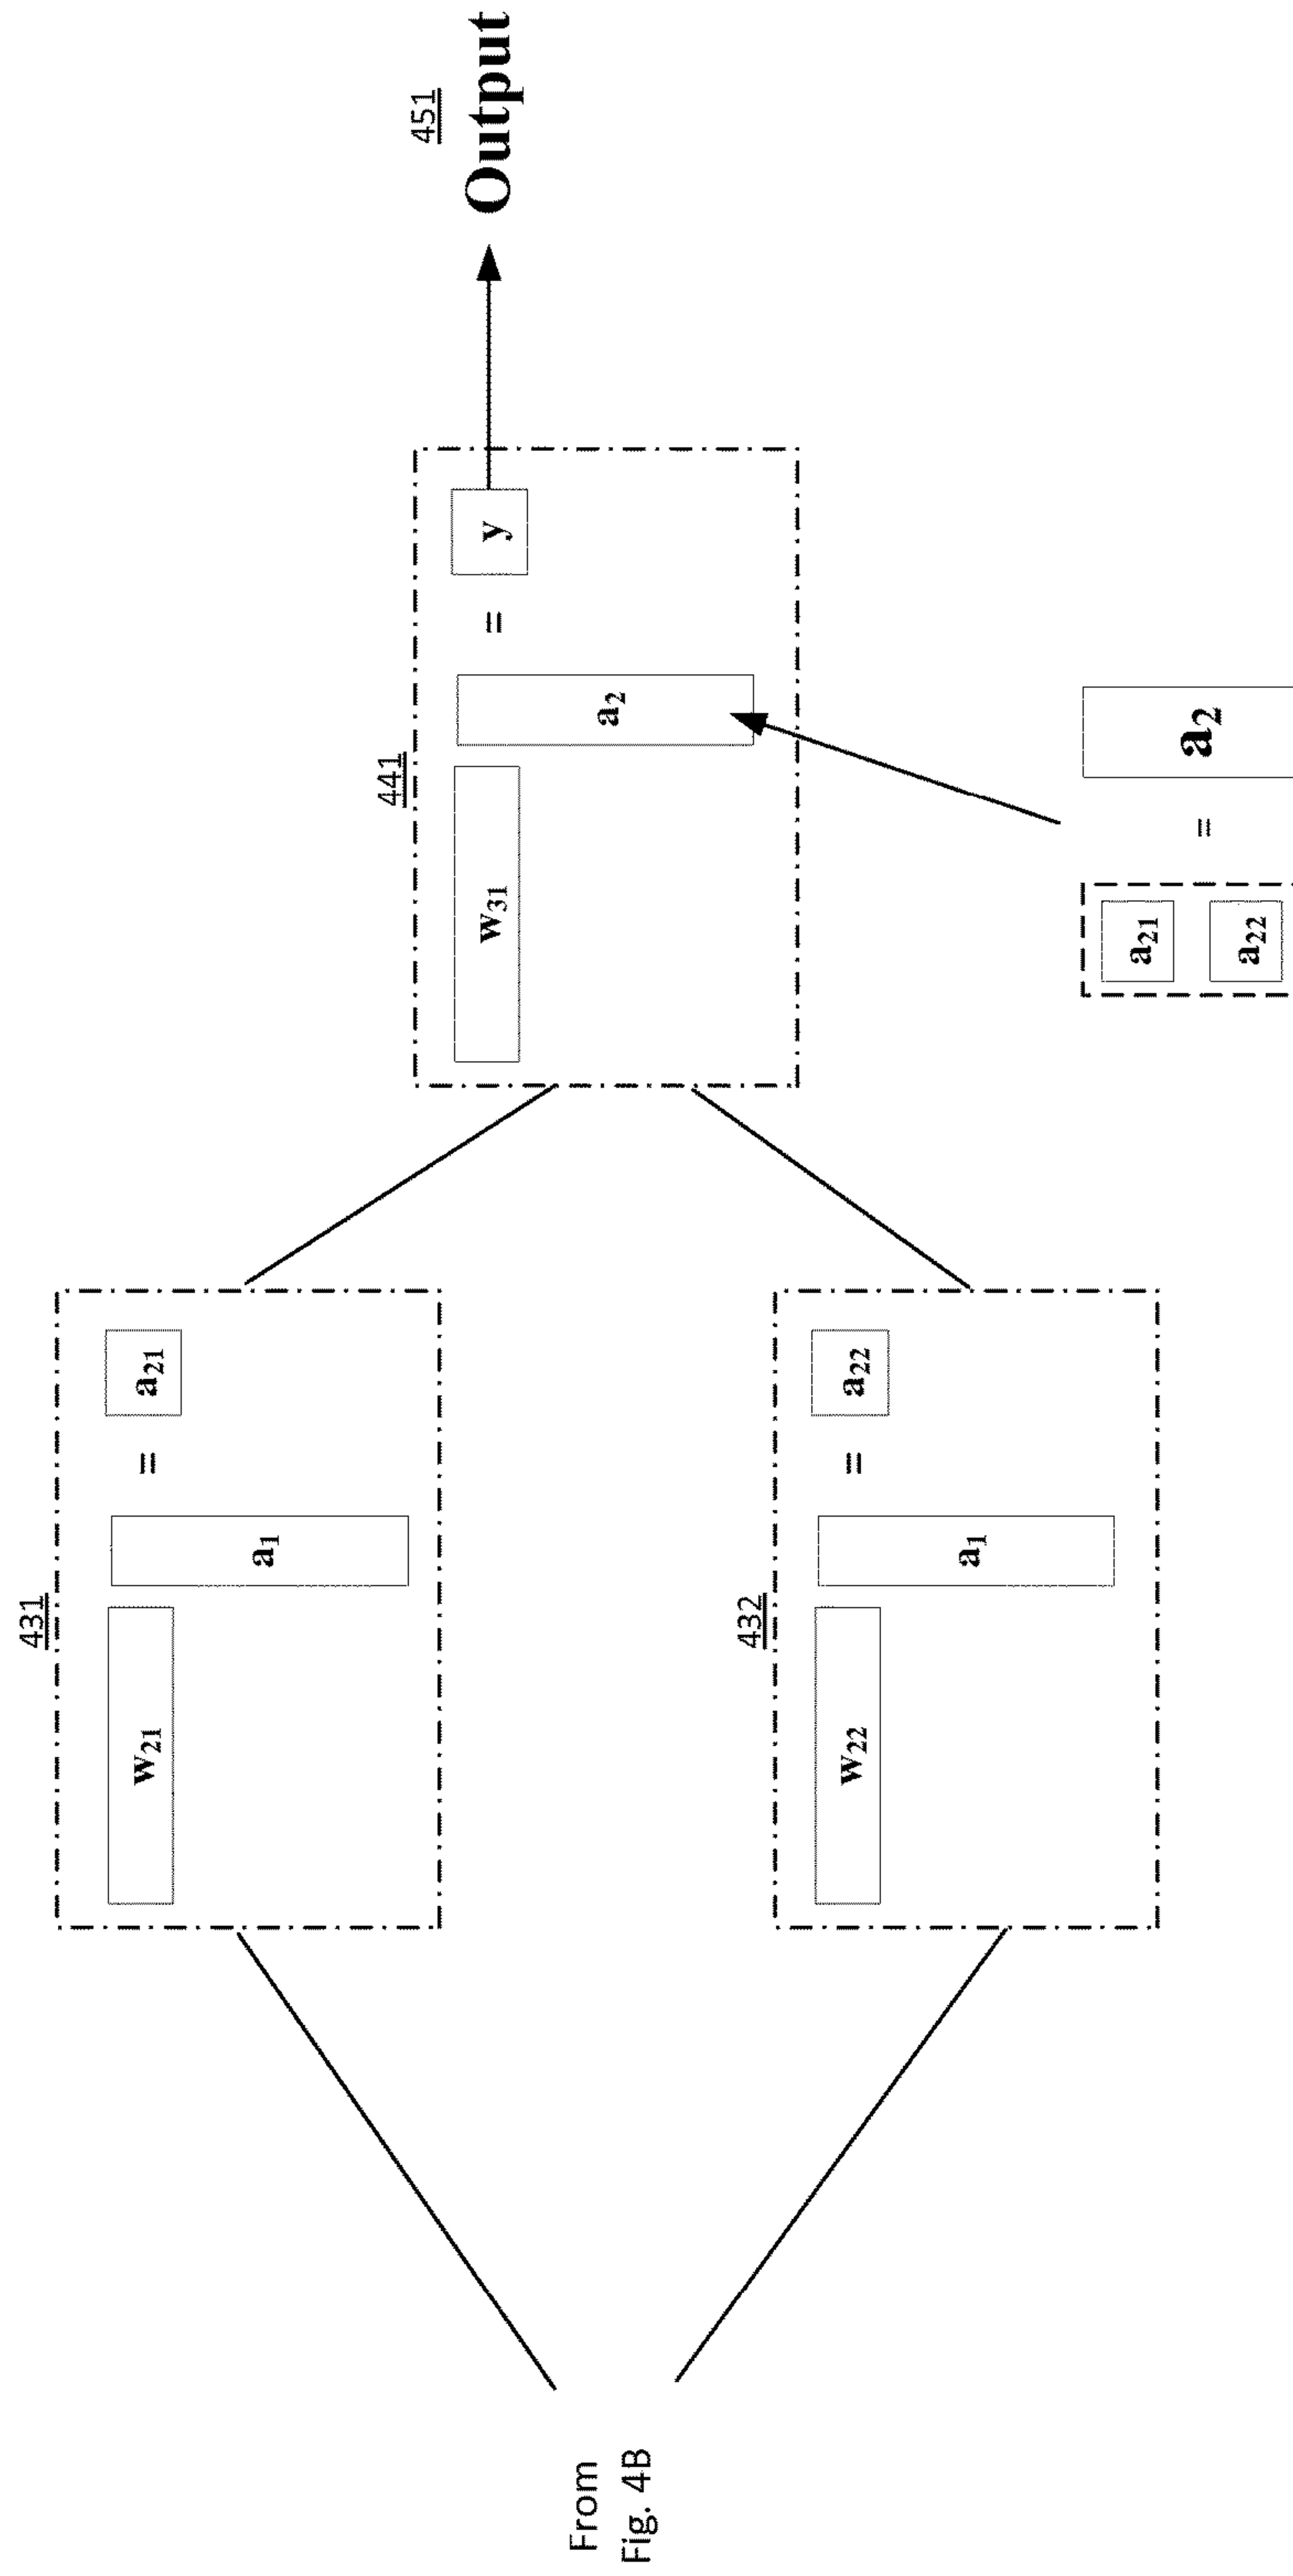 431
w₂₁ a₁ = a₂₁
From
Fig. 4B
432
w₂₂ a₁ = a₂₂
441
w₃₁ a₂ = y
451
Output
a₂₁
a₂₂
= a₂